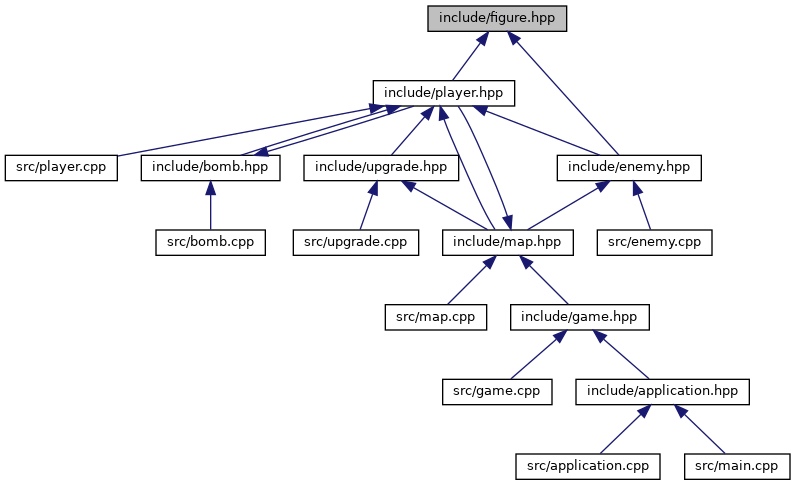 include/figure.hpp
include/player.hpp
src/player.cpp
include/bomb.hpp
include/upgrade.hpp
include/enemy.hpp
src/bomb.cpp
src/upgrade.cpp
include/map.hpp
src/enemy.cpp
src/map.cpp
include/game.hpp
src/game.cpp
include/application.hpp
src/application.cpp
src/main.cpp